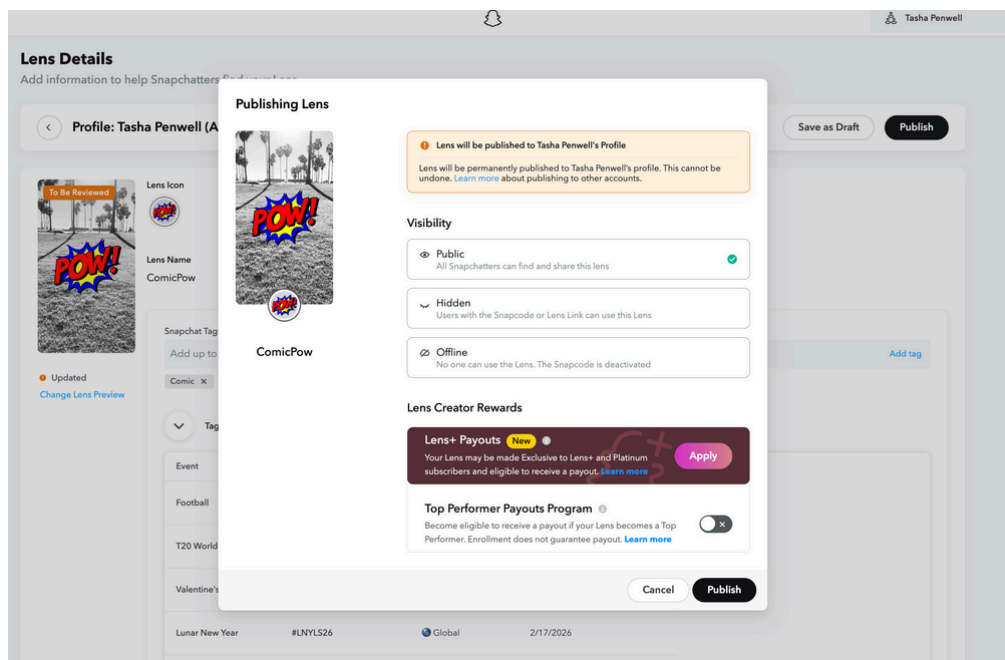 Tasha Penwell
Lens Details
Add information to help Snapchatters find your Lens
Profile: Tasha Penwell (A
Save as Draft
Publish
To Be Reviewed
POW!
Updated
Change Lens Preview
Lens Icon
POW!
Lens Name
ComicPow
Snapchat Tag
Add up to
Add tag
Comic
Tag
Event
Football
T20 World
Valentine's
Lunar New Year
#LNYLS26
Global
2/17/2026
Publishing Lens
POW!
POW!
ComicPow
Lens will be published to Tasha Penwell's Profile
Lens will be permanently published to Tasha Penwell's profile. This cannot be
undone. Learn more about publishing to other accounts.
Visibility
Public
All Snapchatters can find and share this lens
Hidden
Users with the Snapcode or Lens Link can use this Lens
Offline
No one can use the Lens. The Snapcode is deactivated
Lens Creator Rewards
Lens+ Payouts New
Your Lens may be made Exclusive to Lens+ and Platinum
subscribers and eligible to receive a payout. Learn more
Apply
Top Performer Payouts Program
Become eligible to receive a payout if your Lens becomes a Top
Performer. Enrollment does not guarantee payout. Learn more
Cancel
Publish